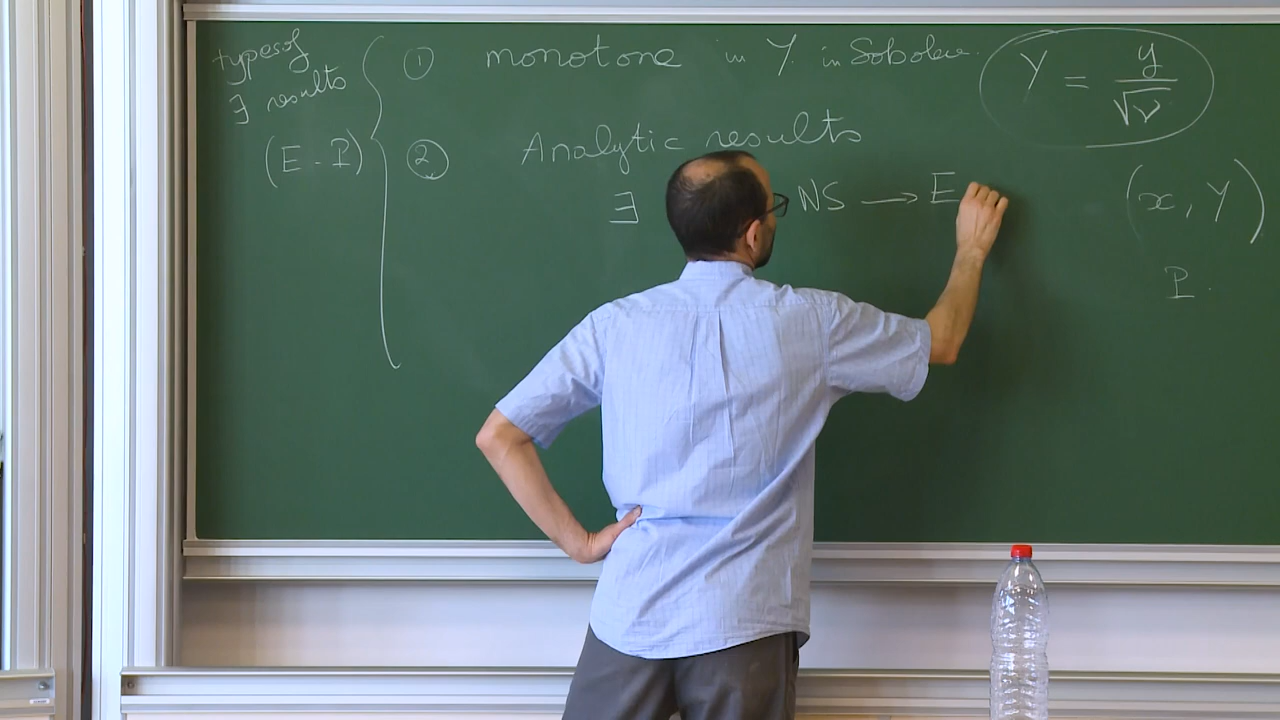 types of
∃ results
(E - P)
① monotone in Y. in Sobolev.
② Analytic results
∃ NS → E
Y = y / √ν
(x, Y)
P.